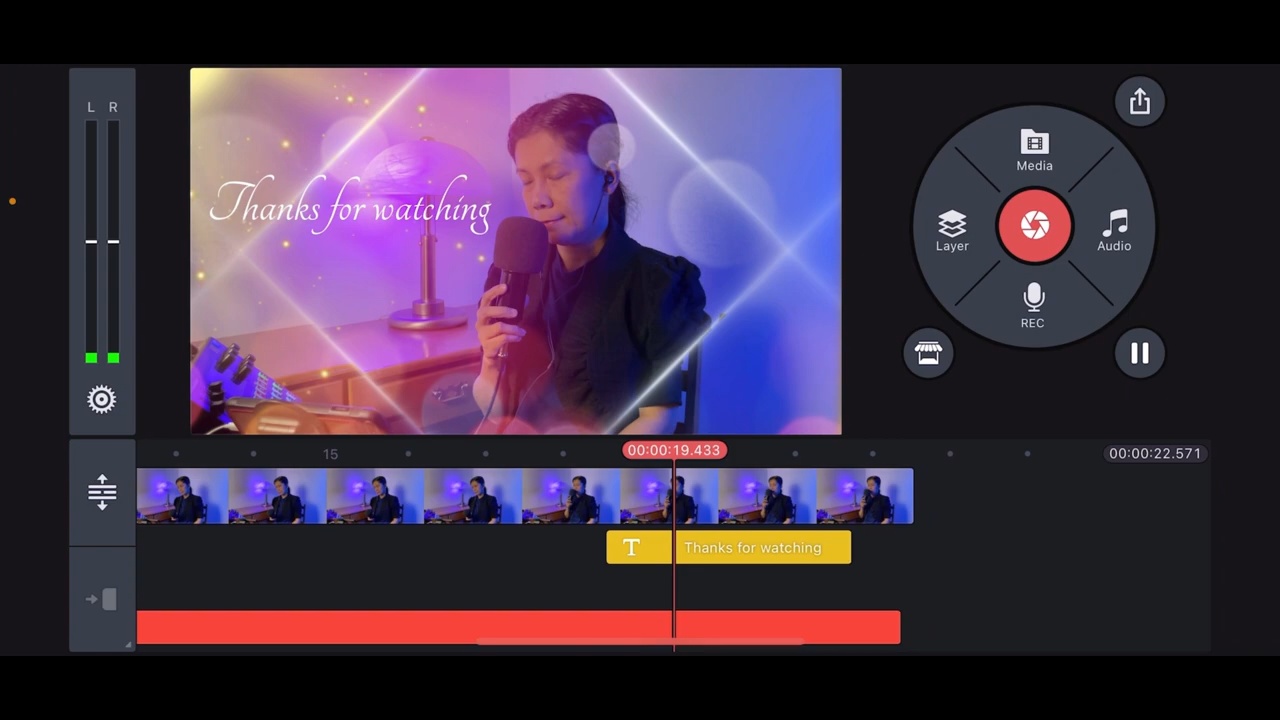 L R
Thanks for watching
Media
Layer
Audio
REC
15
00:00:19.433
00:00:22.571
T
Thanks for watching